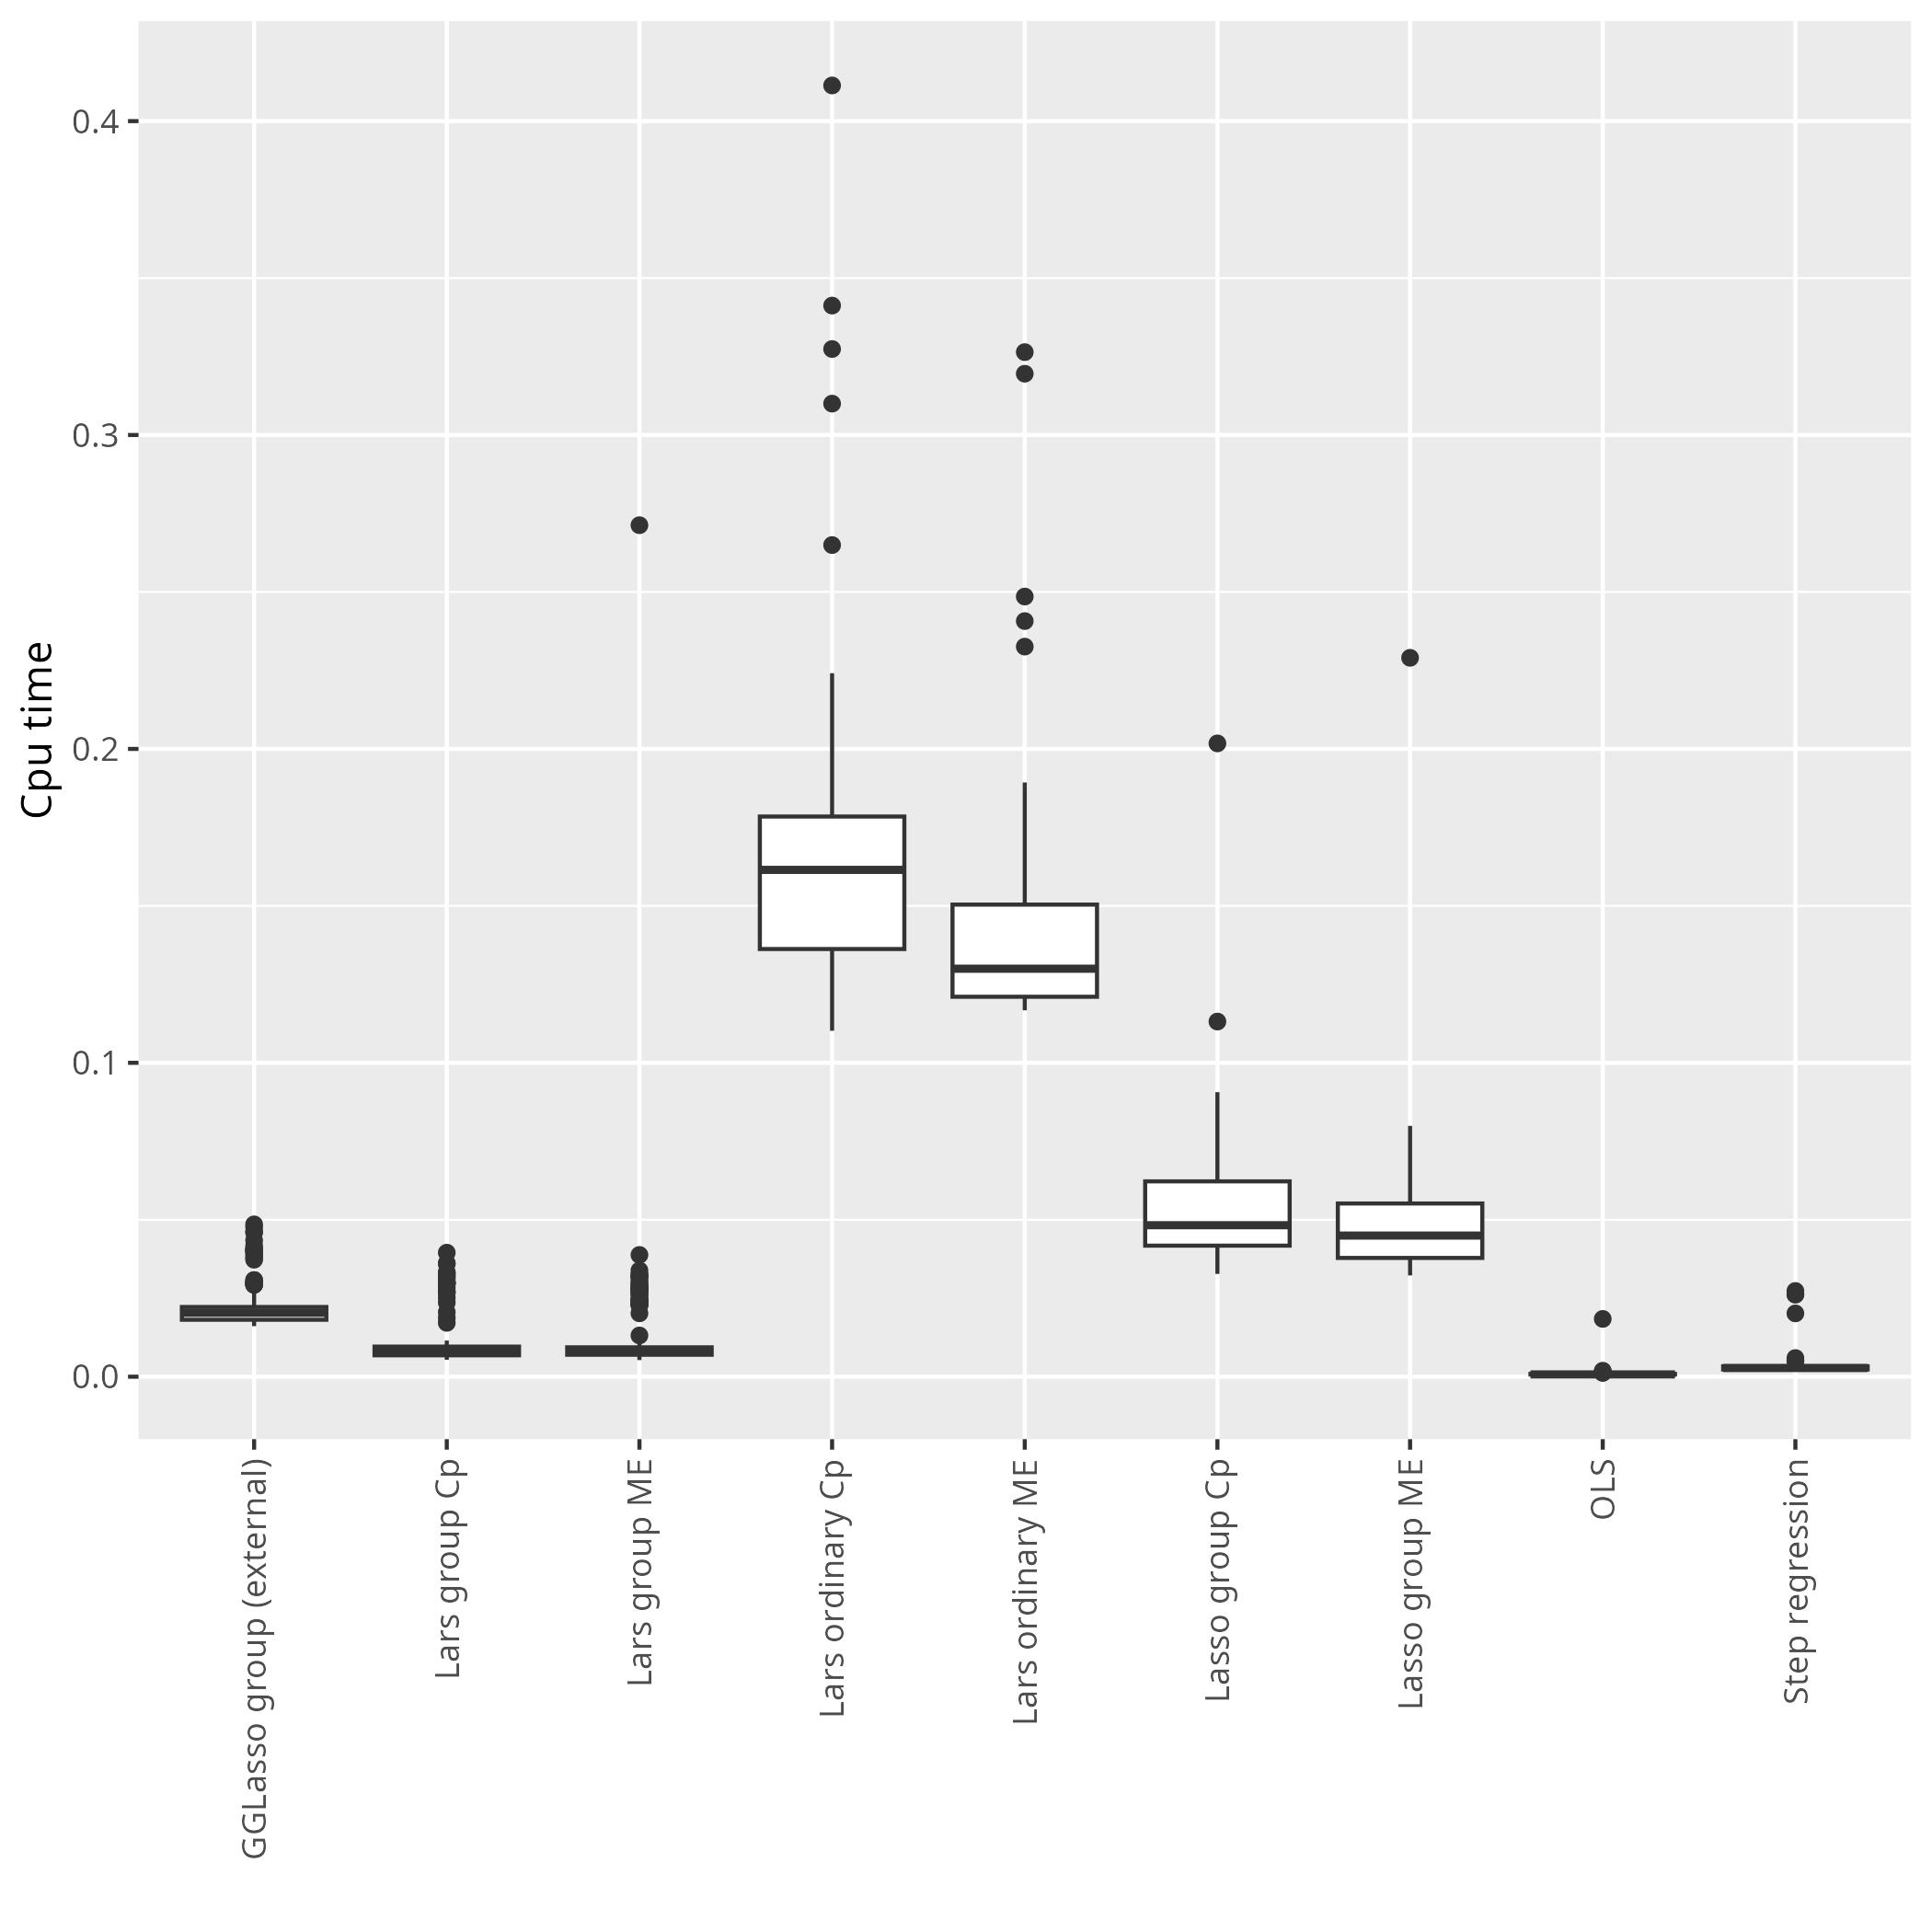 Cpu time
0.4
0.3
0.2
0.1
0.0
GGLasso group (external)
Lars group Cp
Lars group ME
Lars ordinary Cp
Lars ordinary ME
Lasso group Cp
Lasso group ME
OLS
Step regression